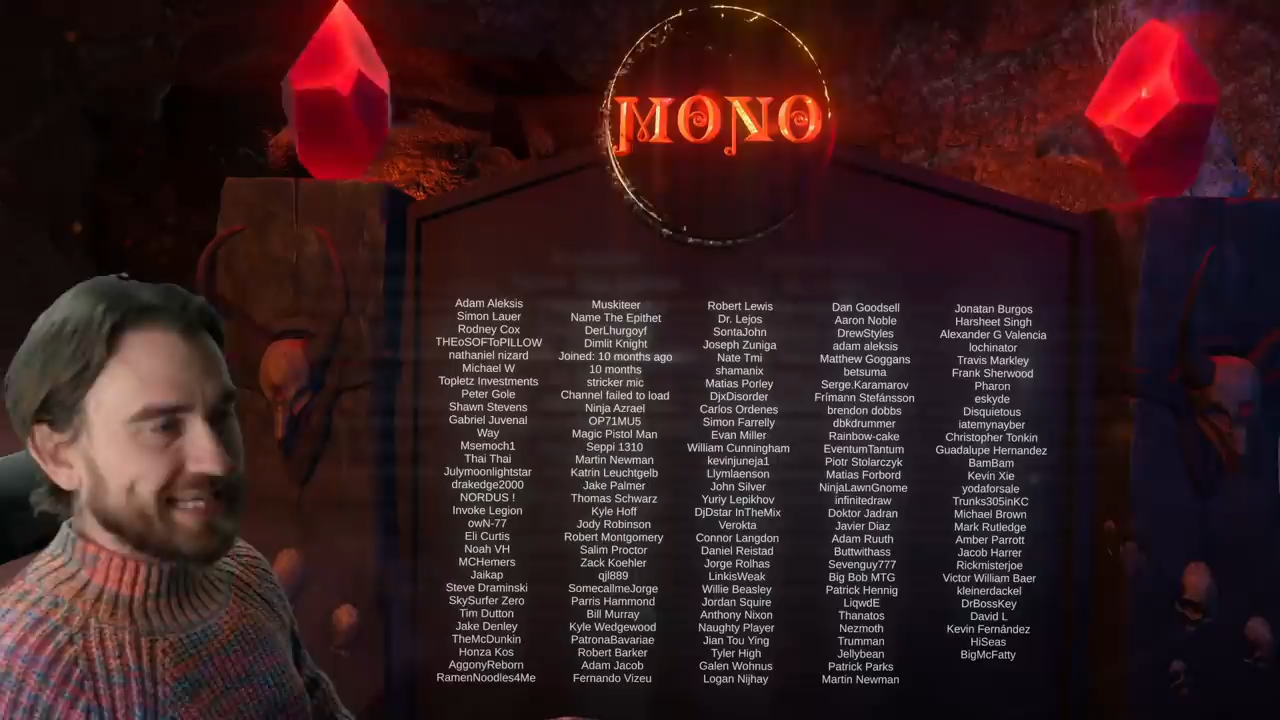 MONO
Adam Aleksis
Simon Lauer
Rodney Cox
THEoSOFToPILLOW
nathaniel nizard
Michael W
Topletz Investments
Peter Gole
Shawn Stevens
Gabriel Juvenal
Way
Msemoch1
Thai Thai
Julymoonlightstar
drakedge2000
NORDUS !
Invoke Legion
owN-77
Eli Curtis
Noah VH
MCHemers
Jaikap
Steve Draminski
SkySurfer Zero
Tim Dutton
Jake Denley
TheMcDunkin
Honza Kos
AggonyReborn
RamenNoodles4Me
Muskiteer
Name The Epithet
DerLhurgoyf
Dimlit Knight
Joined: 10 months ago
10 months
stricker mic
Channel failed to load
Ninja Azrael
OP71MU5
Magic Pistol Man
Seppi 1310
Martin Newman
Katrin Leuchtgelb
Jake Palmer
Thomas Schwarz
Kyle Hoff
Jody Robinson
Robert Montgomery
Salim Proctor
Zack Koehler
qjl889
SomecallmeJorge
Parris Hammond
Bill Murray
Kyle Wedgewood
PatronaBavariae
Robert Barker
Adam Jacob
Fernando Vizeu
Robert Lewis
Dr. Lejos
SontaJohn
Joseph Zuniga
Nate Tmi
shamanix
Matias Porley
DjxDisorder
Carlos Ordenes
Simon Farrelly
Evan Miller
William Cunningham
kevinjuneja1
Llymlaenson
John Silver
Yuriy Lepikhov
DjDstar InTheMix
Verokta
Connor Langdon
Daniel Reistad
Jorge Rolhas
LinkisWeak
Willie Beasley
Jordan Squire
Anthony Nixon
Naughty Player
Jian Tou Ying
Tyler High
Galen Wohnus
Logan Nijhay
Dan Goodsell
Aaron Noble
DrewStyles
adam aleksis
Matthew Goggans
betsuma
Serge.Karamarov
Frímann Stefánsson
brendon dobbs
dbkdrummer
Rainbow-cake
EventumTantum
Piotr Stolarczyk
Matias Forbord
NinjaLawnGnome
infinitedraw
Doktor Jadran
Javier Diaz
Adam Ruuth
Buttwithass
Sevenguy777
Big Bob MTG
Patrick Hennig
LiqwdE
Thanatos
Nezmoth
Trumman
Jellybean
Patrick Parks
Martin Newman
Jonatan Burgos
Harsheet Singh
Alexander G Valencia
lochinator
Travis Markley
Frank Sherwood
Pharon
eskyde
Disquietous
iatemynayber
Christopher Tonkin
Guadalupe Hernandez
BamBam
Kevin Xie
yodaforsale
Trunks305inKC
Michael Brown
Mark Rutledge
Amber Parrott
Jacob Harrer
Rickmisterjoe
Victor William Baer
kleinerdackel
DrBossKey
David L
Kevin Fernández
HiSeas
BigMcFatty